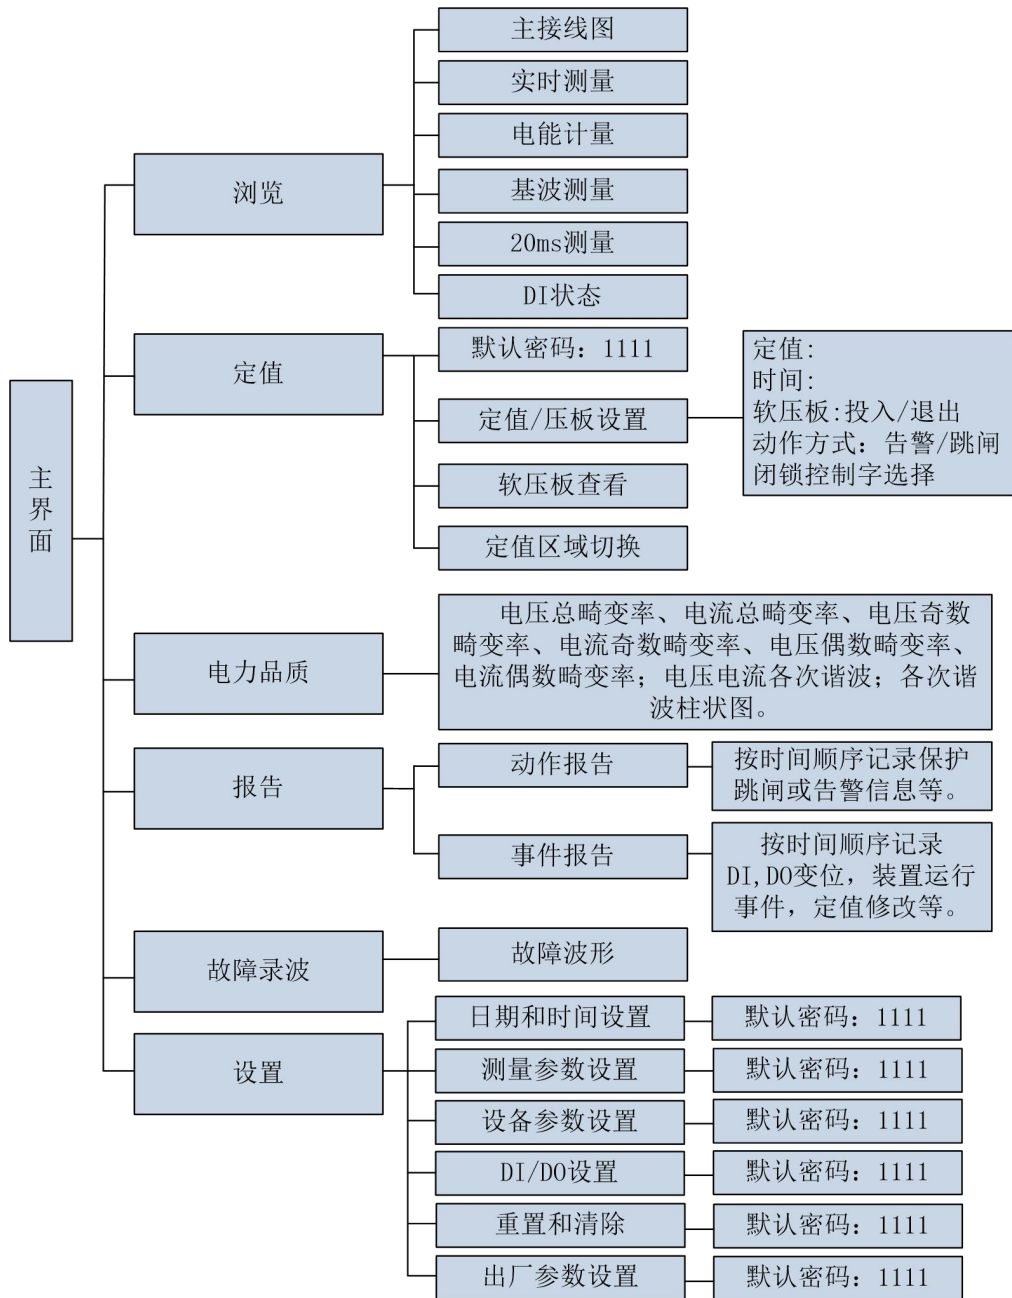 主界面
浏览
主接线图
实时测量
电能计量
基波测量
20ms测量
DI状态
定值
默认密码：1111
定值/压板设置
定值:
时间:
软压板:投入/退出
动作方式：告警/跳闸
闭锁控制字选择
软压板查看
定值区域切换
电力品质
电压总畸变率、电流总畸变率、电压奇数
畸变率、电流奇数畸变率、电压偶数畸变率、
电流偶数畸变率；电压电流各次谐波；各次谐
波柱状图。
报告
动作报告
按时间顺序记录保护
跳闸或告警信息等。
事件报告
按时间顺序记录
DI,DO变位，装置运行
事件，定值修改等。
故障录波
故障波形
设置
日期和时间设置
默认密码：1111
测量参数设置
默认密码：1111
设备参数设置
默认密码：1111
DI/DO设置
默认密码：1111
重置和清除
默认密码：1111
出厂参数设置
默认密码：1111